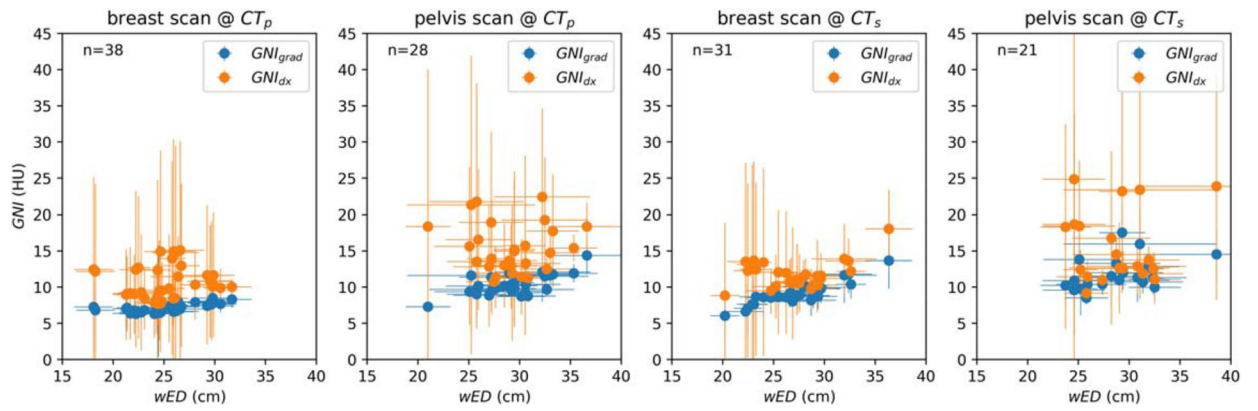 breast scan @ CTp
pelvis scan @ CTp
breast scan @ CTs
pelvis scan @ CTs
n=38
GNIgrad
GNIdx
n=28
GNIgrad
GNIdx
n=31
GNIgrad
GNIdx
n=21
GNIgrad
GNIdx
GNI (HU)
45
40
35
30
25
20
15
10
5
0
45
40
35
30
25
20
15
10
5
0
45
40
35
30
25
20
15
10
5
0
45
40
35
30
25
20
15
10
5
0
15 20 25 30 35 40
15 20 25 30 35 40
15 20 25 30 35 40
15 20 25 30 35 40
wED (cm)
wED (cm)
wED (cm)
wED (cm)